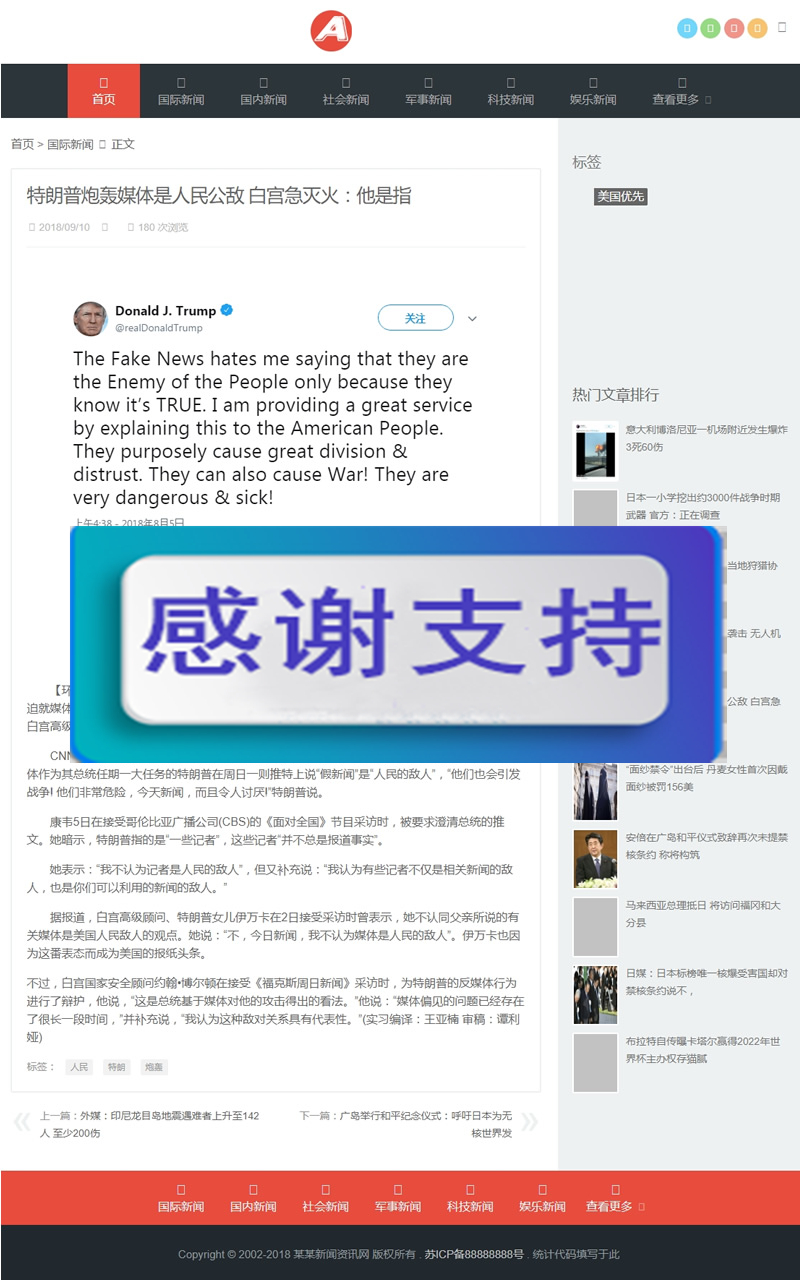 A
首页
国际新闻
国内新闻
社会新闻
军事新闻
科技新闻
娱乐新闻
查看更多
首页 > 国际新闻 正文
特朗普炮轰媒体是人民公敌 白宫急灭火：他是指
2018/09/10 180 次浏览
Donald J. Trump
@realDonaldTrump
关注
The Fake News hates me saying that they are
the Enemy of the People only because they
know it's TRUE. I am providing a great service
by explaining this to the American People.
They purposely cause great division &
distrust. They can also cause War! They are
very dangerous & sick!
上午4:38 - 2018年8月5日
感谢支持
【环
迫就媒体
白宫高级
CNN
体作为其总统任期一大任务的特朗普在周日一则推特上说“假新闻”是“人民的敌人”，“他们也会引发
战争! 他们非常危险，今天新闻，而且令人讨厌!”特朗普说。
康韦5日在接受哥伦比亚广播公司(CBS)的《面对全国》节目采访时，被要求澄清总统的推
文。她暗示，特朗普指的是“一些记者”，这些记者“并不总是报道事实”。
她表示：“我不认为记者是人民的敌人”，但又补充说：“我认为有些记者不仅是相关新闻的敌
人，也是你们可以利用的新闻的敌人。”
据报道，白宫高级顾问、特朗普女儿伊万卡在2日接受采访时曾表示，她不认同父亲所说的有
关媒体是美国人民敌人的观点。她说：“不，今日新闻，我不认为媒体是人民的敌人”。伊万卡也因
为这番表态而成为美国的报纸头条。
不过，白宫国家安全顾问约翰•博尔顿在接受《福克斯周日新闻》采访时，为特朗普的反媒体行为
进行了辩护，他说，“这是总统基于媒体对他的攻击得出的看法。”他说：“媒体偏见的问题已经存在
了很长一段时间，”并补充说，“我认为这种敌对关系具有代表性。”(实习编译：王亚楠 审稿：谭利
娅)
标签： 人民 特朗 炮轰
上一篇：外媒：印尼龙目岛地震遇难者上升至142
人 至少200伤
下一篇：广岛举行和平纪念仪式：呼吁日本为无
核世界发
标签
美国优先
热门文章排行
意大利博洛尼亚一机场附近发生爆炸
3死60伤
日本一小学挖出约3000件战争时期
武器 官方：正在调查
当地狩猎协
袭击 无人机
公敌 白宫急
“面纱禁令”出台后 丹麦女性首次因戴
面纱被罚156美
安倍在广岛和平仪式致辞再次未提禁
核条约 称将构筑
马来西亚总理抵日 将访问福冈和大
分县
日媒：日本标榜唯一核爆受害国却对
禁核条约说不，
布拉特自传曝卡塔尔赢得2022年世
界杯主办权存猫腻
国际新闻
国内新闻
社会新闻
军事新闻
科技新闻
娱乐新闻
查看更多
Copyright © 2002-2018 某某新闻资讯网 版权所有 . 苏ICP备88888888号 . 统计代码填写于此